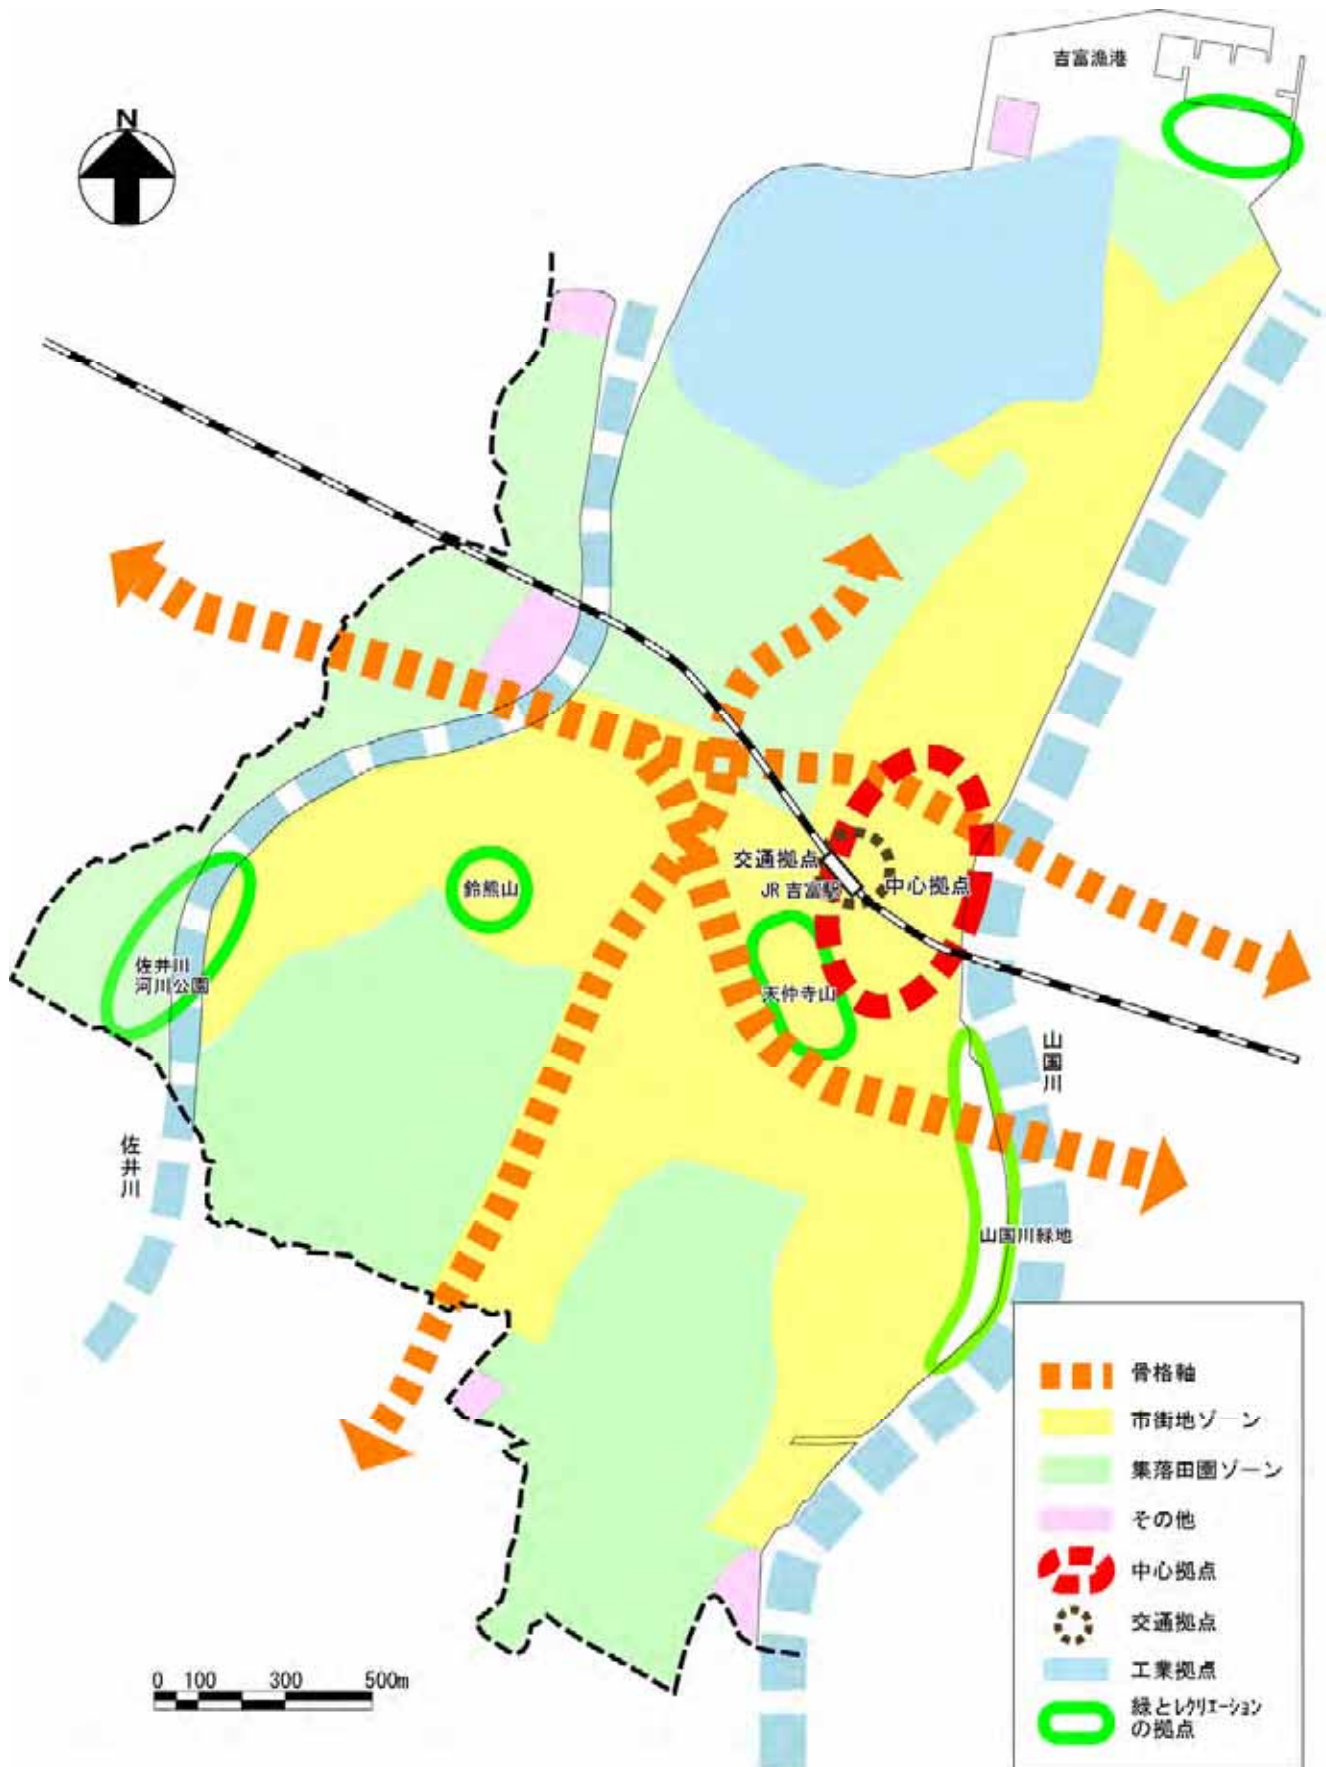 吉富漁港
N
交通拠点
JR吉富駅
中心拠点
鈴熊山
佐井川
河川公園
天仲寺山
山国川
佐井川
山国川緑地
骨格軸
市街地ゾーン
集落田園ゾーン
その他
中心拠点
交通拠点
工業拠点
緑とレクリエーション
の拠点
0 100 300 500m